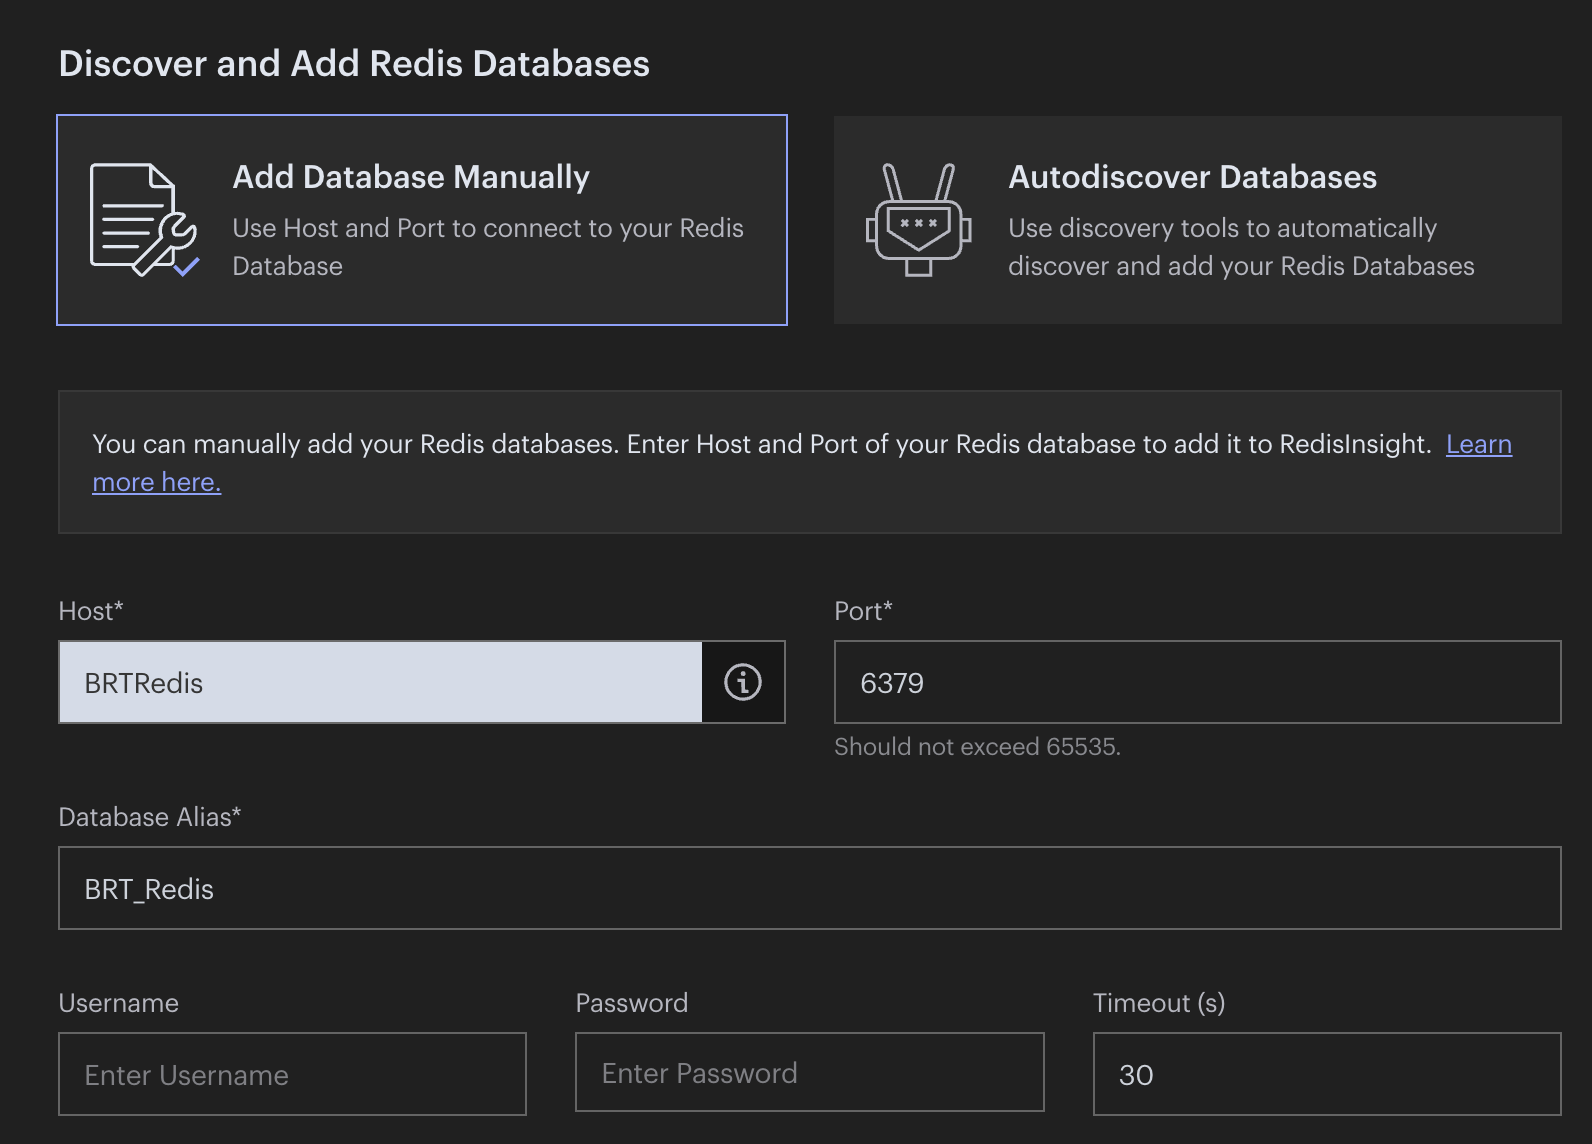 Discover and Add Redis Databases
Add Database Manually
Use Host and Port to connect to your Redis
Database
Autodiscover Databases
Use discovery tools to automatically
discover and add your Redis Databases
You can manually add your Redis databases. Enter Host and Port of your Redis database to add it to RedisInsight. Learn
more here.
Host*
BRTRedis
Port*
6379
Should not exceed 65535.
Database Alias*
BRT_Redis
Username
Enter Username
Password
Enter Password
Timeout (s)
30